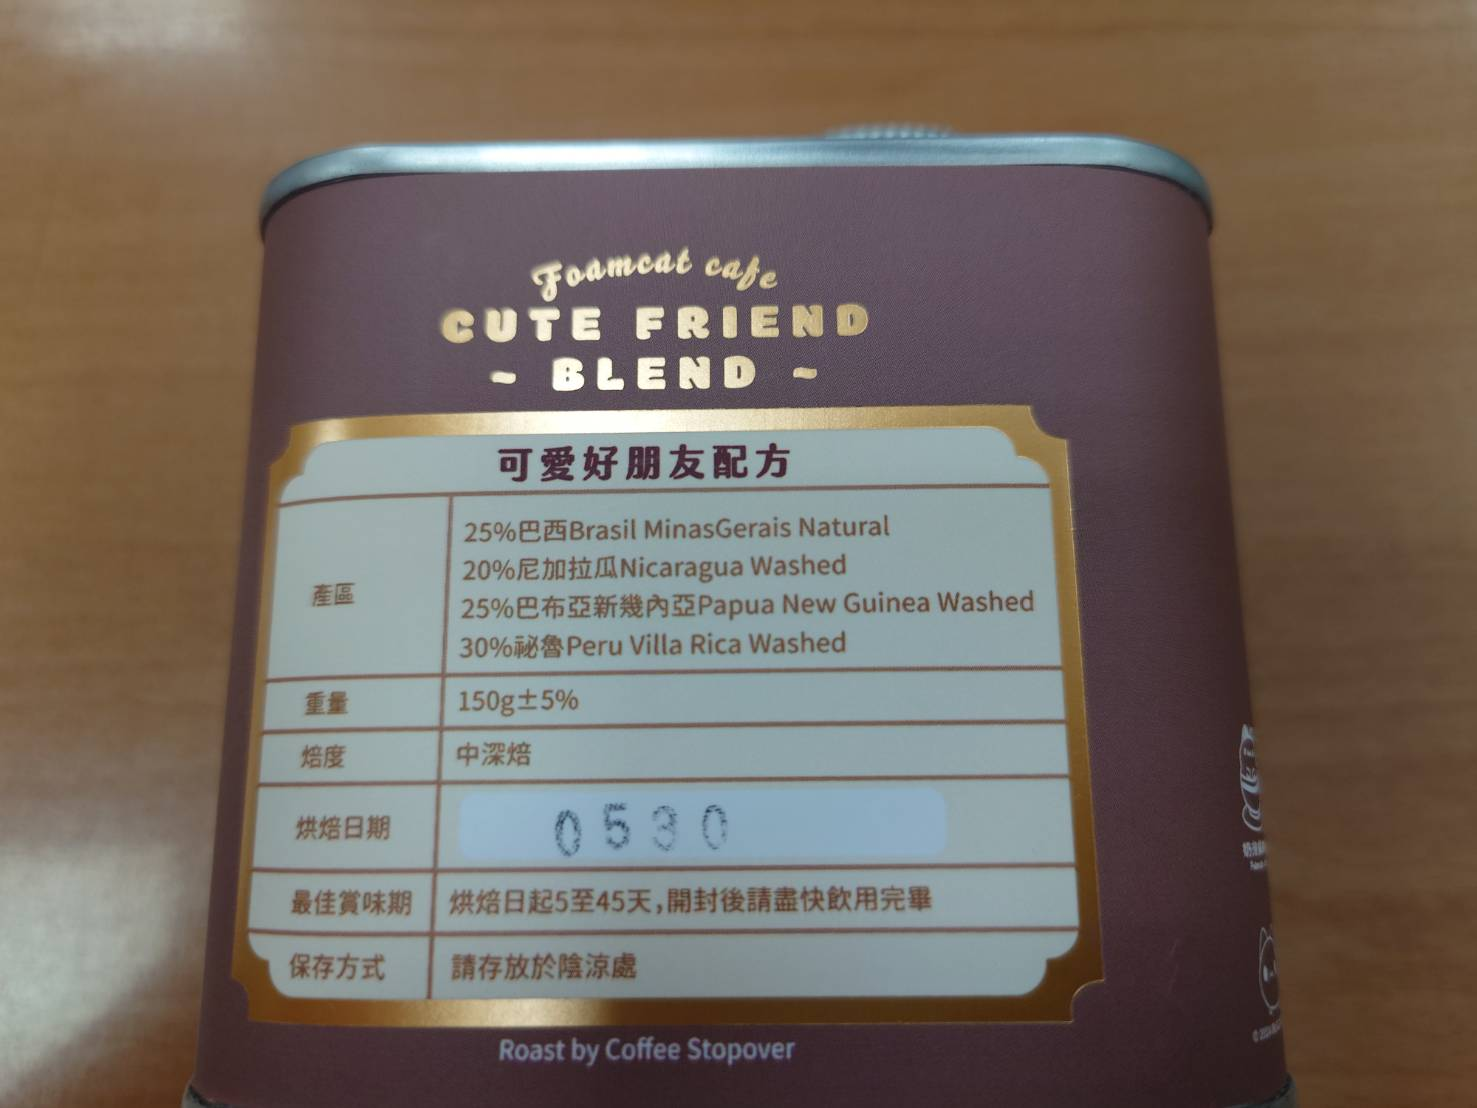 Foamcat cafe
CUTE FRIEND
~ BLEND ~
可愛好朋友配方
產區
25%巴西Brasil MinasGerais Natural
20%尼加拉瓜Nicaragua Washed
25%巴布亞新幾內亞Papua New Guinea Washed
30%祕魯Peru Villa Rica Washed
重量 150g±5%
焙度 中深焙
烘焙日期 0530
最佳賞味期 烘焙日起5至45天,開封後請盡快飲用完畢
保存方式 請存放於陰涼處
Roast by Coffee Stopover